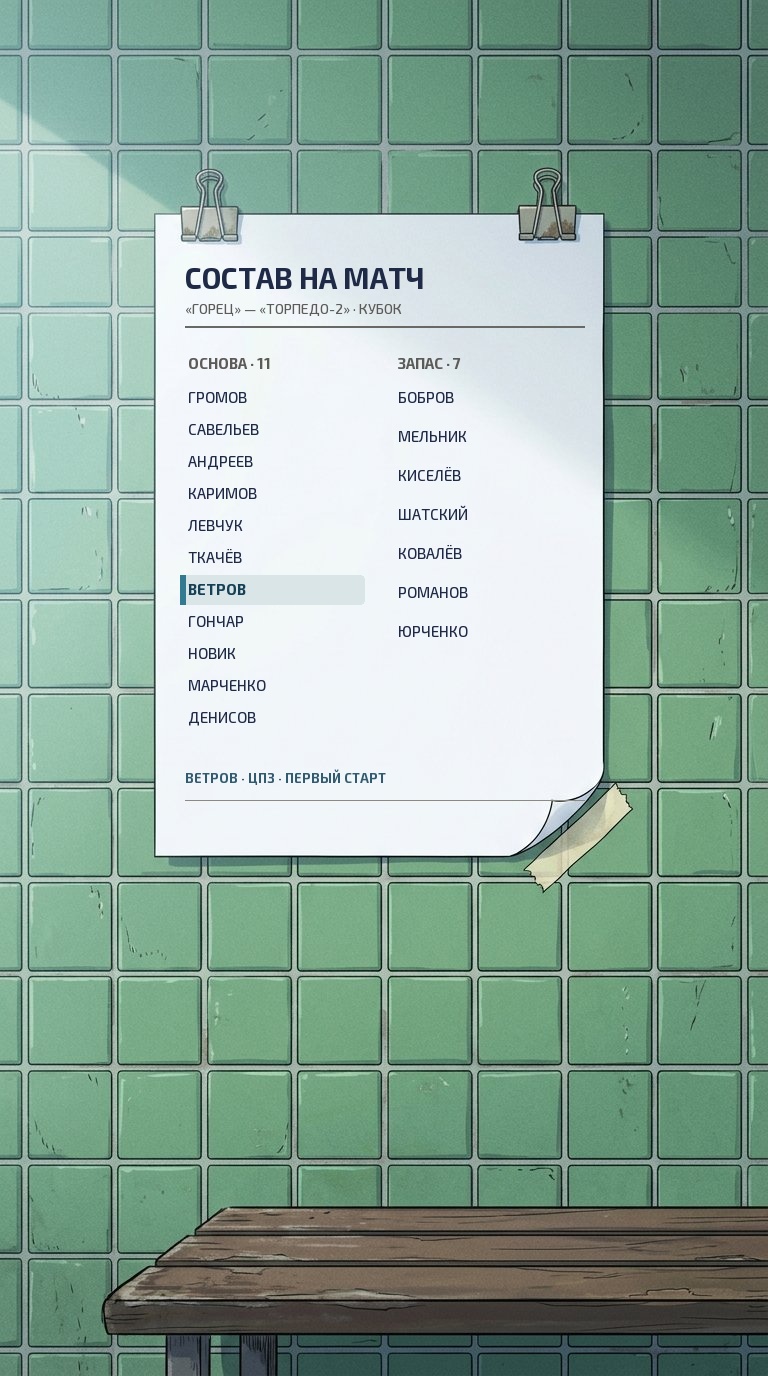 СОСТАВ НА МАТЧ
«ГОРЕЦ» — «ТОРПЕДО-2» · КУБОК
ОСНОВА · 11
ГРОМОВ
САВЕЛЬЕВ
АНДРЕЕВ
КАРИМОВ
ЛЕВЧУК
ТКАЧЁВ
ВЕТРОВ
ГОНЧАР
НОВИК
МАРЧЕНКО
ДЕНИСОВ
ЗАПАС · 7
БОБРОВ
МЕЛЬНИК
КИСЕЛЁВ
ШАТСКИЙ
КОВАЛЁВ
РОМАНОВ
ЮРЧЕНКО
ВЕТРОВ · ЦПЗ · ПЕРВЫЙ СТАРТ